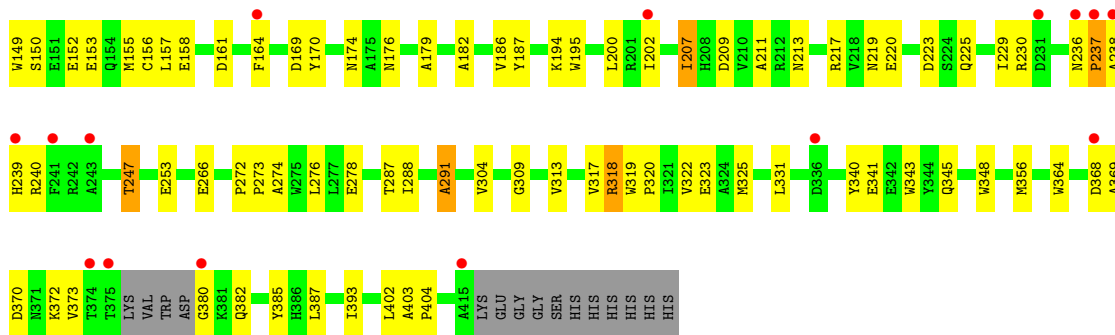 W149 S150 E151 E152 E153 Q154 M155 C156 L157 E158 D161 F164 D169 Y170 N174 A175 N176 A179 A182 V186 Y187 K194 W195 L200 R201 I202 I207 H208 D209 V210 A211 R212 N213 R217 V218 N219 E220 D223 S224 Q225 I229 R230 D231 N236 P237 A238
H239 R240 F241 R242 A243 T247 E253 E266 P272 P273 A274 W275 L276 L277 E278 T287 I288 A291 V304 G309 V313 V317 R318 W319 P320 I321 V322 E323 A324 M325 L331 D336 Y340 E341 E342 W343 Y344 Q345 W348 M356 W364 D368 A369
D370 N371 K372 V373 T374 T375 LYS VAL TRP ASP G380 K381 Q382 Y385 H386 L387 I393 L402 A403 P404 A415 LYS GLU GLY GLY SER HIS HIS HIS HIS HIS HIS